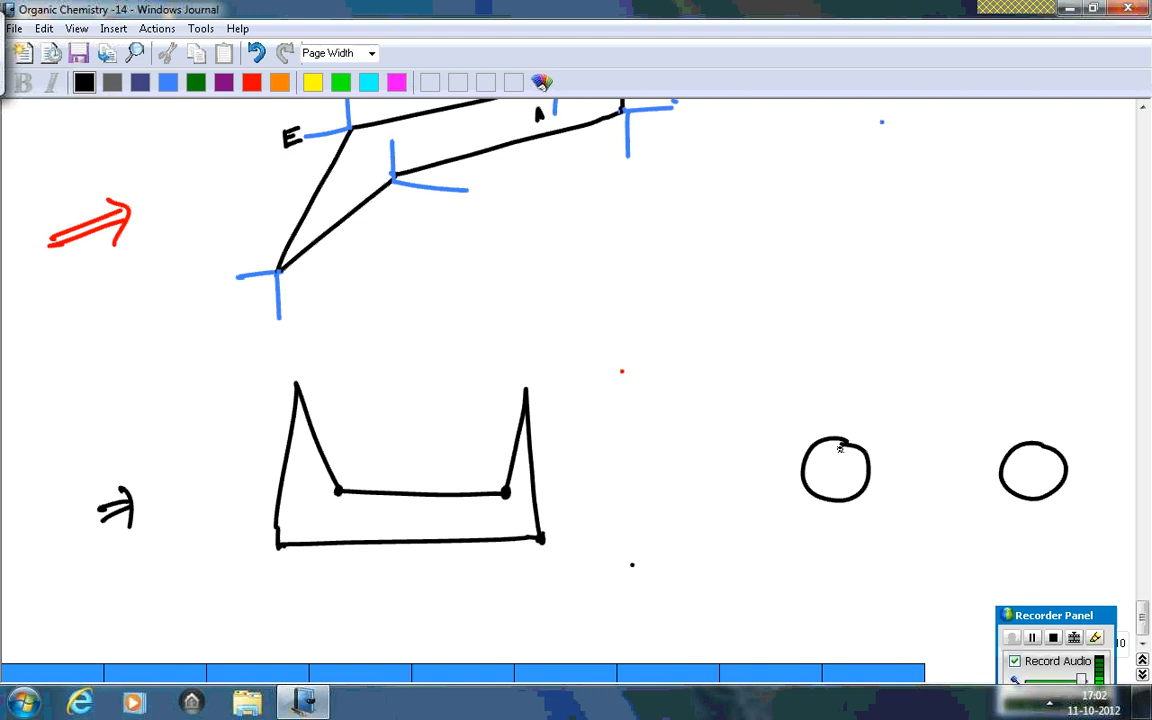 Organic Chemistry -14 - Windows Journal
File Edit View Insert Actions Tools Help
Page Width
B I
E
A
Recorder Panel
10
Record Audio
17:02
11-10-2012